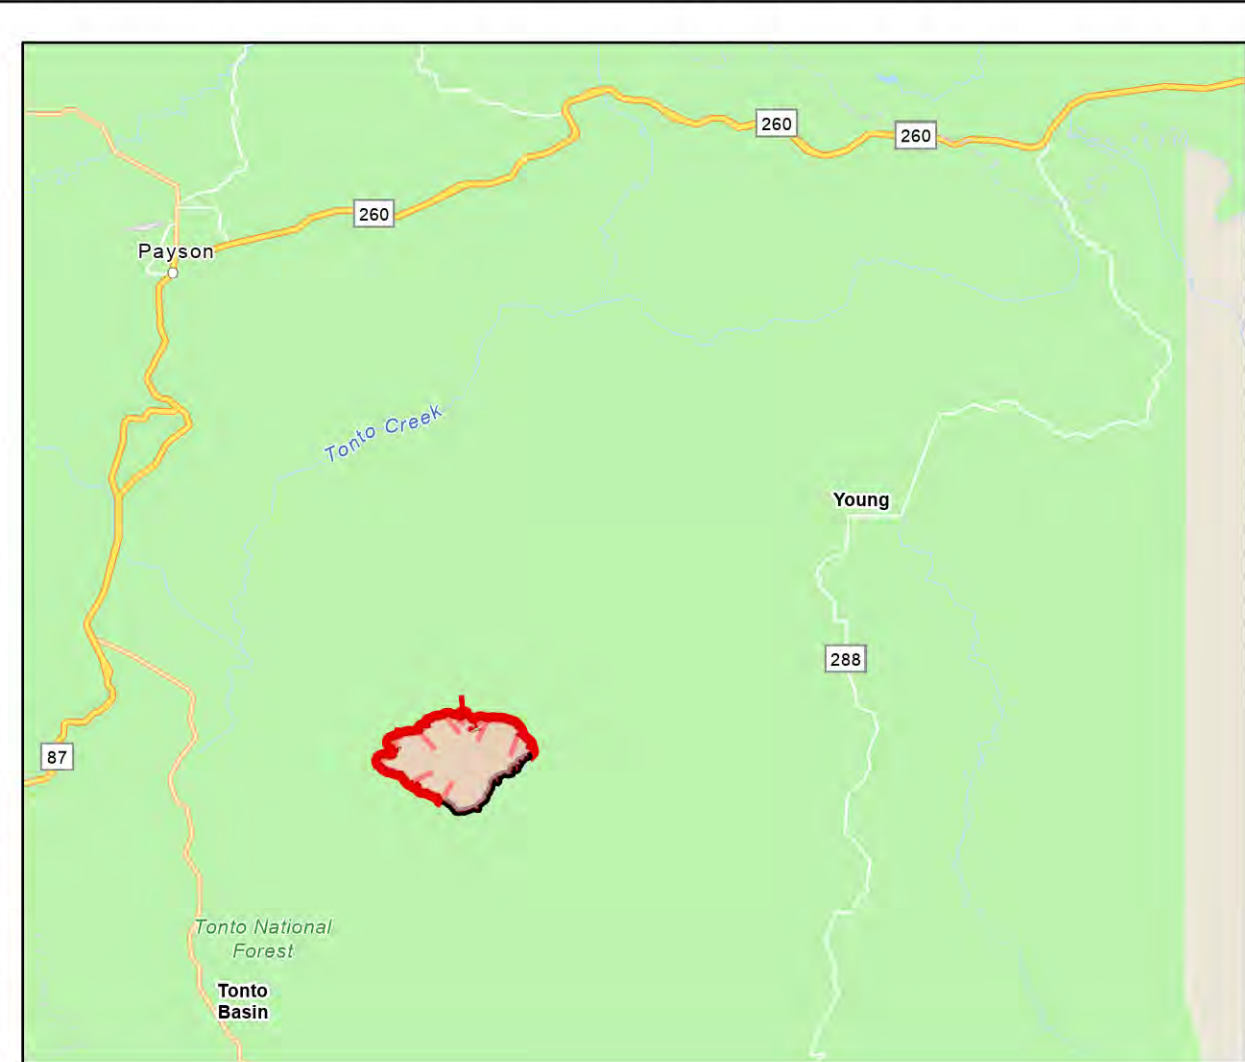 260
260
260
Payson
Tonto Creek
Young
288
87
Tonto National
Forest
Tonto
Basin